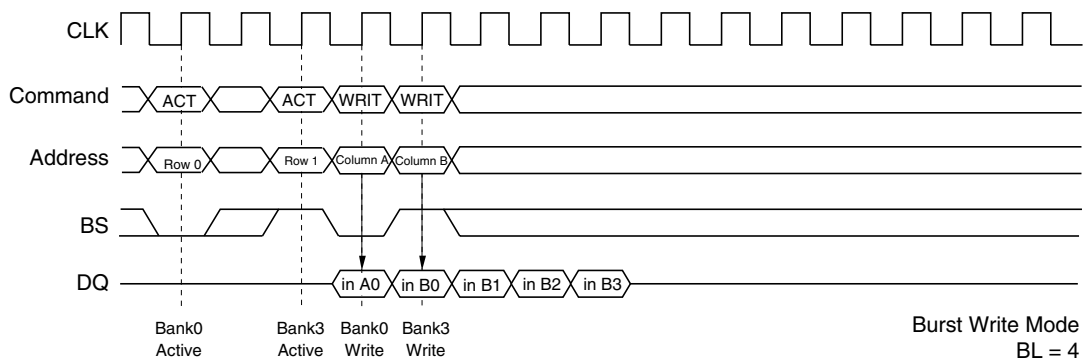 CLK
Command ACT ACT WRIT WRIT
Address Row 0 Row 1 Column A Column B
BS
DQ in A0 in B0 in B1 in B2 in B3
Bank0 Bank3 Bank0 Bank3
Active Active Write Write
Burst Write Mode
BL = 4